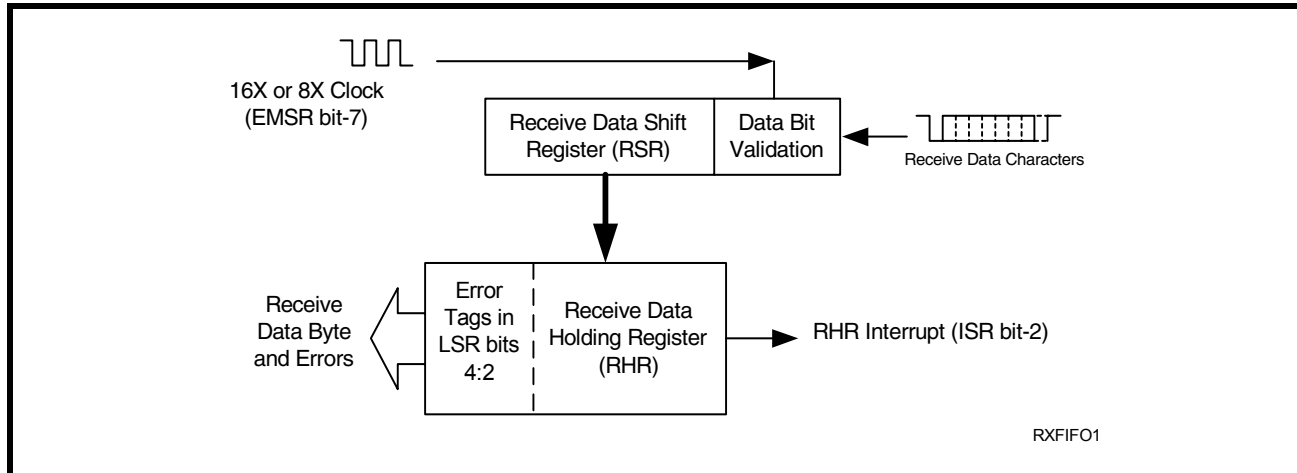 16X or 8X Clock
(EMSR bit-7)
Receive Data Shift
Register (RSR)
Data Bit
Validation
Receive Data Characters
Receive
Data Byte
and Errors
Error
Tags in
LSR bits
4:2
Receive Data
Holding Register
(RHR)
RHR Interrupt (ISR bit-2)
RXFIFO1